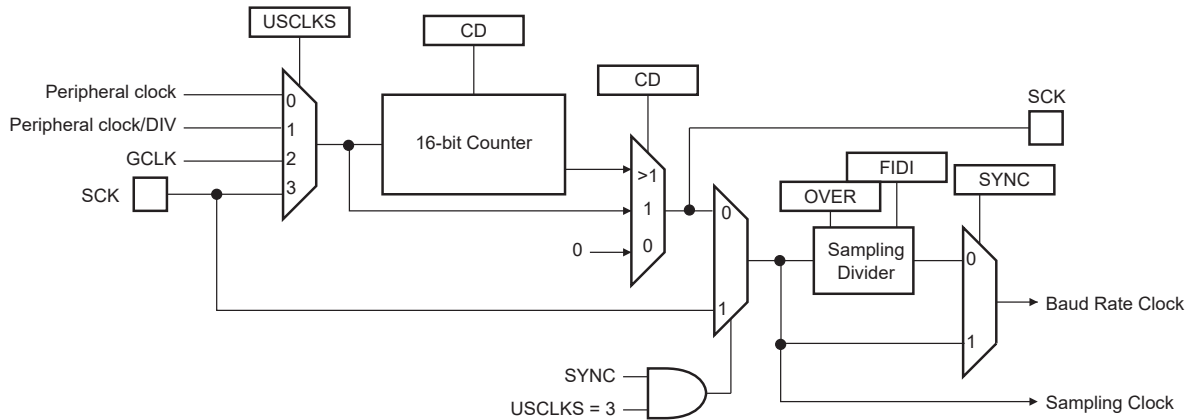 USCLKS
CD
CD
Peripheral clock
0
Peripheral clock/DIV
1
GCLK
2
SCK
3
16-bit Counter
>1
1
0
0
SCK
0
1
FIDI
OVER
SYNC
Sampling
Divider
0
1
Baud Rate Clock
SYNC
USCLKS = 3
Sampling Clock